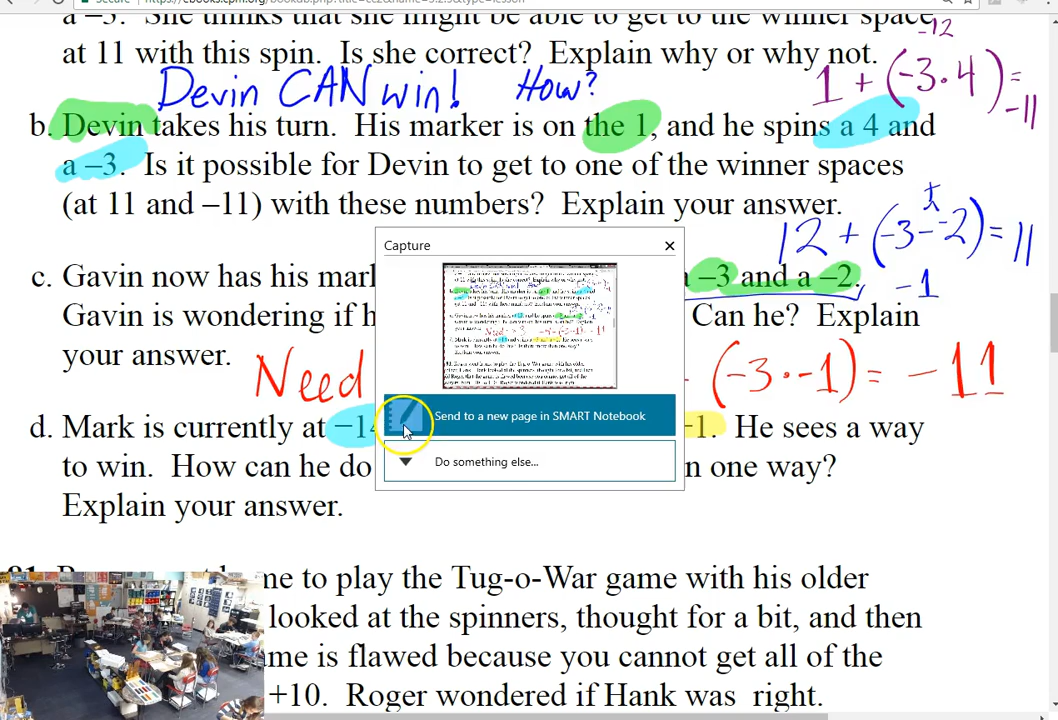 a −3. She thinks that she might be able to get to the winner space
at 11 with this spin. Is she correct? Explain why or why not.
-12
1 + (-3·4) = -11
Devin CAN win! How?
b. Devin takes his turn. His marker is on the 1, and he spins a 4 and
a −3. Is it possible for Devin to get to one of the winner spaces
(at 11 and −11) with these numbers? Explain your answer.
12 + (-3--2) = 11
-1
Capture
c. Gavin now has his mar
a −3 and a −2.
Gavin is wondering if h
Can he? Explain
your answer.
Need
(-3·-1) = -11
Send to a new page in SMART Notebook
d. Mark is currently at −14
−1. He sees a way
Do something else...
to win. How can he do
n one way?
Explain your answer.
me to play the Tug-o-War game with his older
looked at the spinners, thought for a bit, and then
me is flawed because you cannot get all of the
+10. Roger wondered if Hank was right.